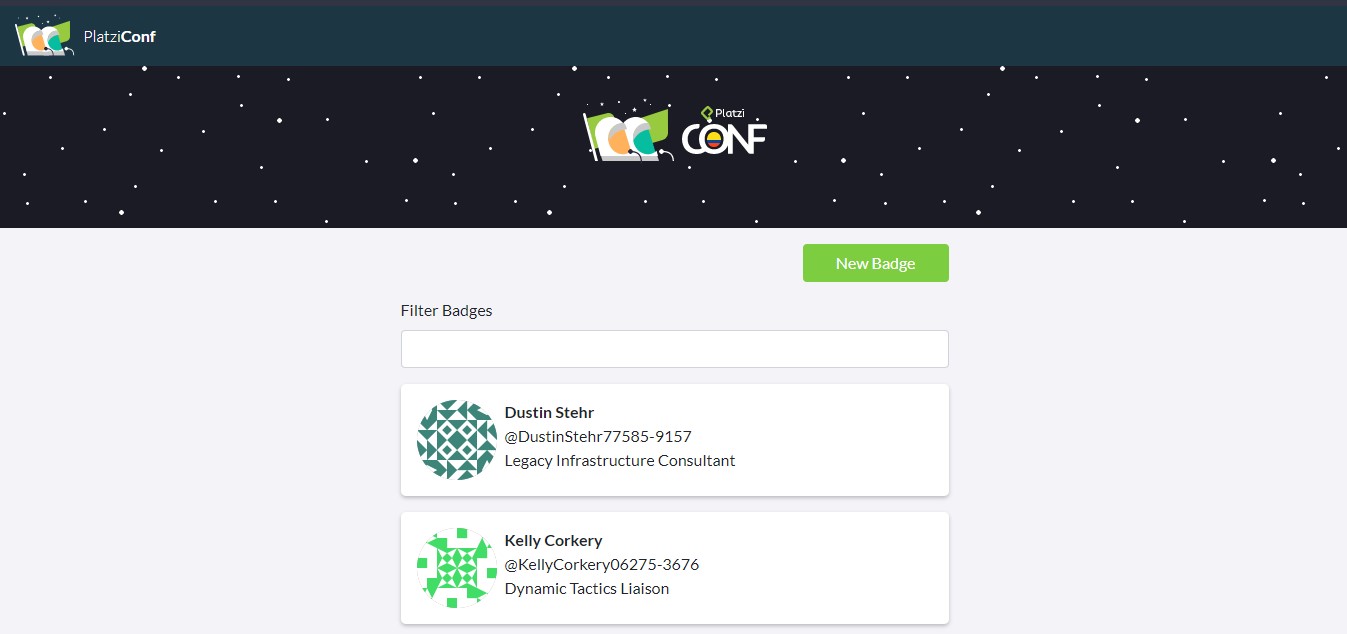 PlatziConf
Platzi
CONF
New Badge
Filter Badges
Dustin Stehr
@DustinStehr77585-9157
Legacy Infrastructure Consultant
Kelly Corkery
@KellyCorkery06275-3676
Dynamic Tactics Liaison